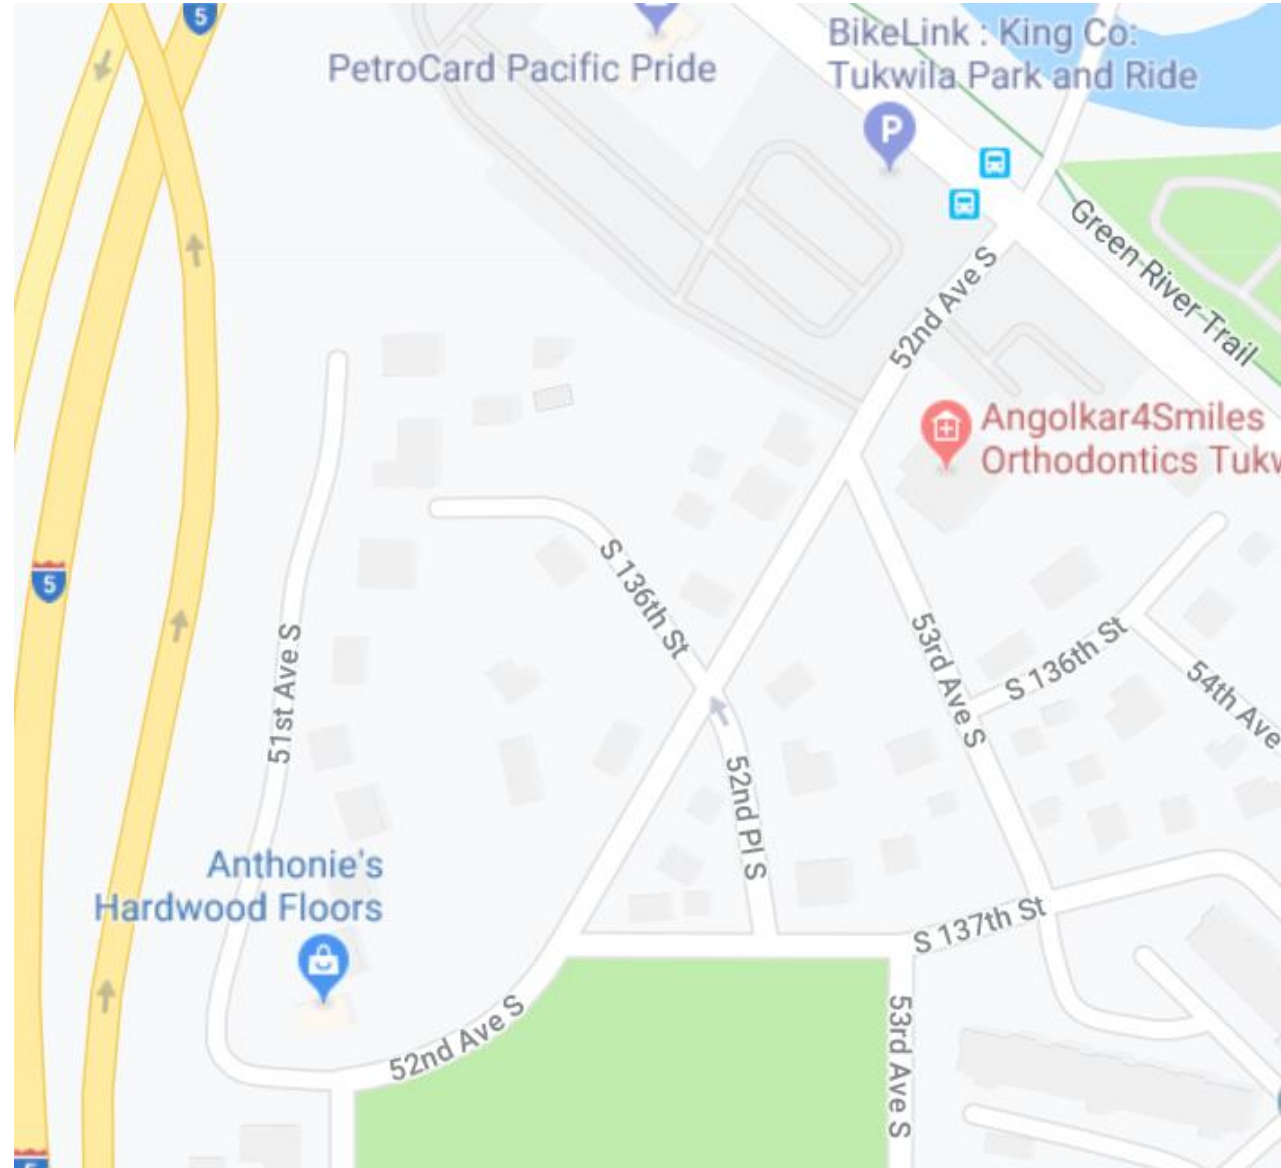 5
PetroCard Pacific Pride
BikeLink : King Co:
Tukwila Park and Ride
P
Green River Trail
52nd Ave S
Angolkar4Smiles
Orthodontics Tukw
5
S 136th St
51st Ave S
53rd Ave S
S 136th St
54th Ave
52nd Pl S
Anthonie's
Hardwood Floors
S 137th St
52nd Ave S
53rd Ave S
5